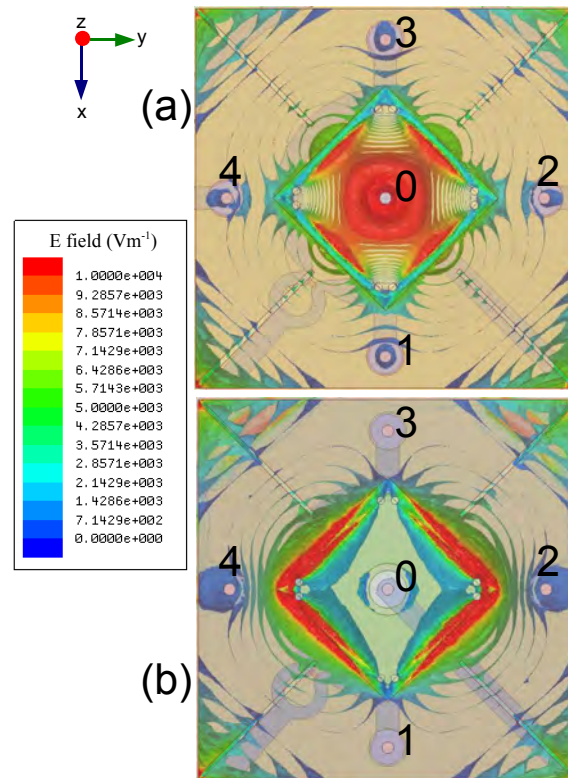 z
y
x
(a)
3
4
0
2
1
E field (Vm⁻¹)
1.0000e+004
9.2857e+003
8.5714e+003
7.8571e+003
7.1429e+003
6.4286e+003
5.7143e+003
5.0000e+003
4.2857e+003
3.5714e+003
2.8571e+003
2.1429e+003
1.4286e+003
7.1429e+002
0.0000e+000
3
4
0
2
(b)
1